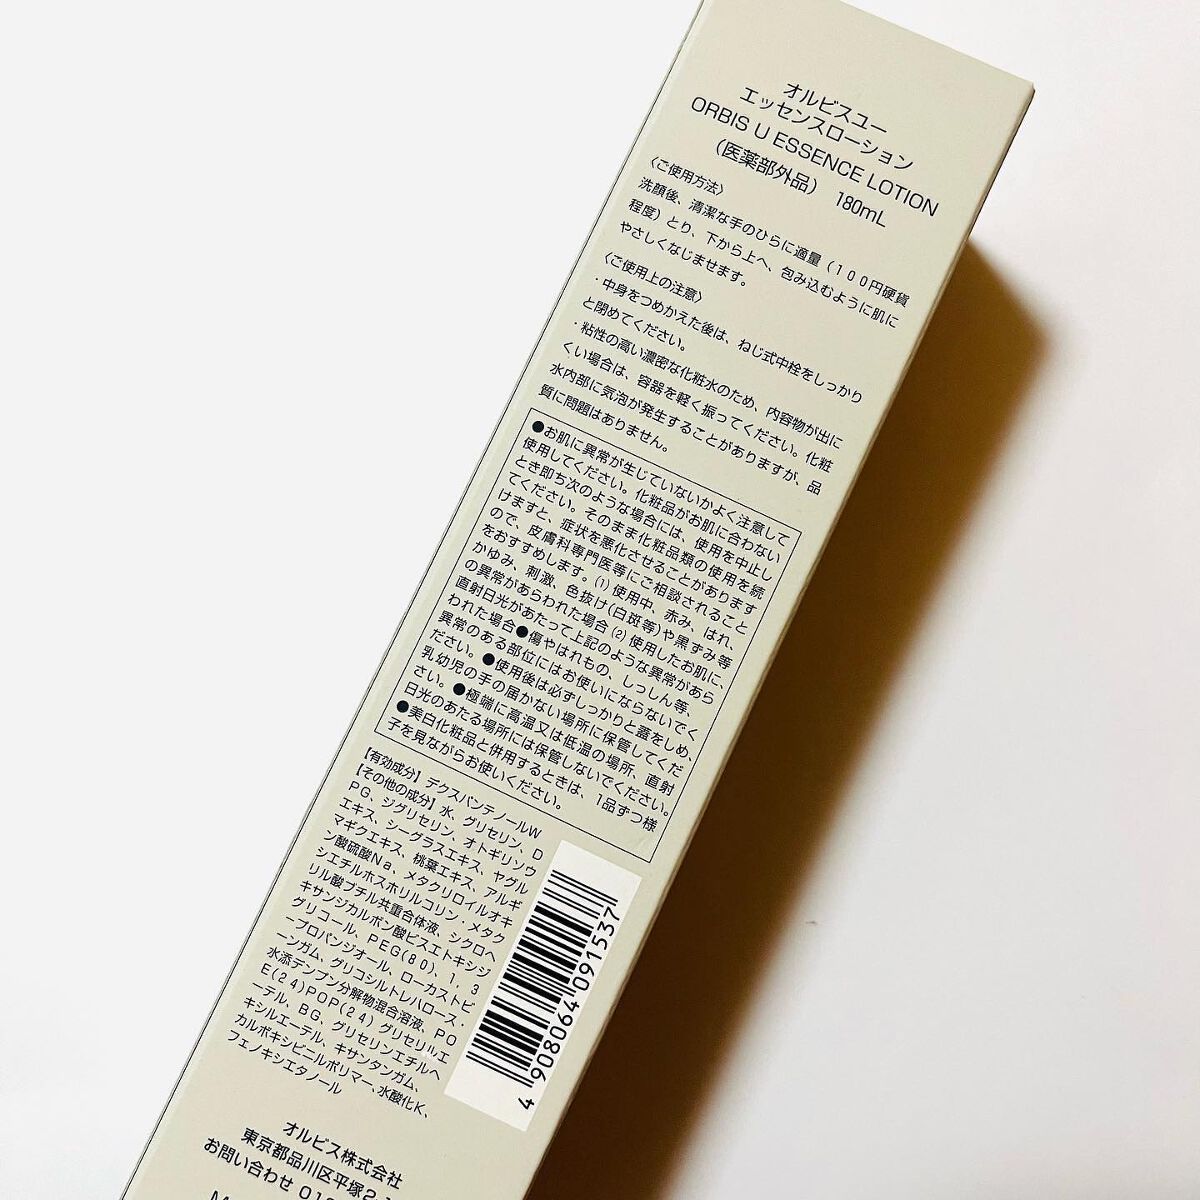 オルビスユー
エッセンスローション
ORBIS U ESSENCE LOTION
(医薬部外品) 180mL
〈ご使用方法〉
洗顔後、清潔な手のひらに適量(100円硬貨
程度)とり、下から上へ、包み込むように肌に
やさしくなじませます。
〈ご使用上の注意〉
・中身をつめかえた後は、ねじ式中栓をしっかり
と閉めてください。
・粘性の高い濃密な化粧水のため、内容物が出に
くい場合は、容器を軽く振ってください。化粧
水内部に気泡が発生することがありますが、品
質に問題はありません。
●お肌に異常が生じていないかよく注意して
使用してください。化粧品がお肌に合わない
とき即ち次のような場合には、使用を中止し
てください。そのまま化粧品類の使用を続
けますと、症状を悪化させることがあります
ので、皮膚科専門医等にご相談されること
をおすすめします。(1)使用中、赤み、はれ、
かゆみ、刺激、色抜け(白斑等)や黒ずみ等
の異常があらわれた場合(2)使用したお肌に、
直射日光があたって上記のような異常があら
われた場合●傷やはれもの、しっしん等、
異常のある部位にはお使いにならないでく
ださい。●使用後は必ずしっかりと蓋をしめ、
乳幼児の手の届かない場所に保管してくだ
さい。●極端に高温又は低温の場所、直射
日光のあたる場所には保管しないでください。
●美白化粧品と併用するときは、1品ずつ様
子を見ながらお使いください。
【有効成分】デクスパンテノールW
【その他の成分】水、グリセリン、D
PG、ジグリセリン、オトギリソウ
エキス、シーグラスエキス、ヤグル
マギクエキス、桃葉エキス、アルギ
ン酸硫酸Na、メタクリロイルオキ
シエチルホスホリルコリン・メタク
リル酸ブチル共重合体液、シクロヘ
キサンジカルボン酸ビスエトキシジ
グリコール、PEG(80)、1,3
-プロパンジオール、ローカストビ
ーンガム、グリコシルトレハロース・
水添デンプン分解物混合溶液、PO
E(24)POP(24)グリセリルエ
ーテル、BG、グリセリンエチルヘ
キシルエーテル、キサンタンガム、
カルボキシビニルポリマー、水酸化K、
フェノキシエタノール
4 908064 091537
オルビス株式会社
東京都品川区平塚2-1
お問い合わせ 012